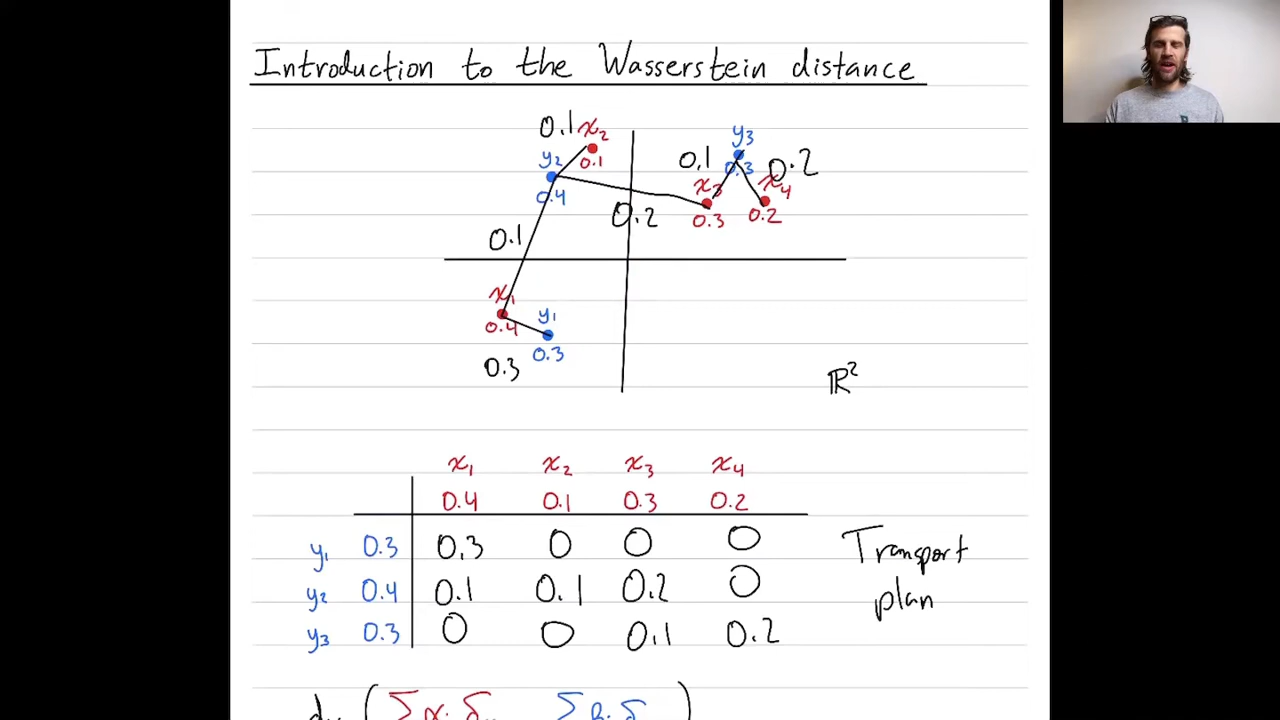 Introduction to the Wasserstein distance
0.1 x₂ y₃
y₂ 0.1 0.1 0.3 0.2
0.4 x₃ x₄
0.2 0.3 0.2
0.1
x₁ y₁
0.4
0.3 0.3
ℝ²
x₁ x₂ x₃ x₄
0.4 0.1 0.3 0.2
y₁ 0.3 0.3 0 0 0 Transport
y₂ 0.4 0.1 0.1 0.2 0 plan
y₃ 0.3 0 0 0.1 0.2